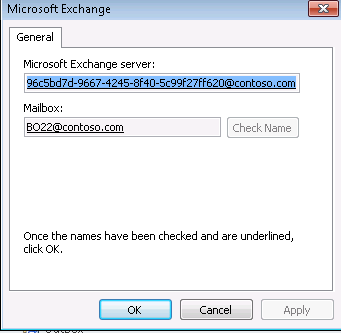 Microsoft Exchange
General
Microsoft Exchange server:
96c5bd7d-9667-4245-8f40-5c99f27ff620@contoso.com
Mailbox:
BO22@contoso.com
Check Name
Once the names have been checked and are underlined,
click OK.
OK
Cancel
Apply